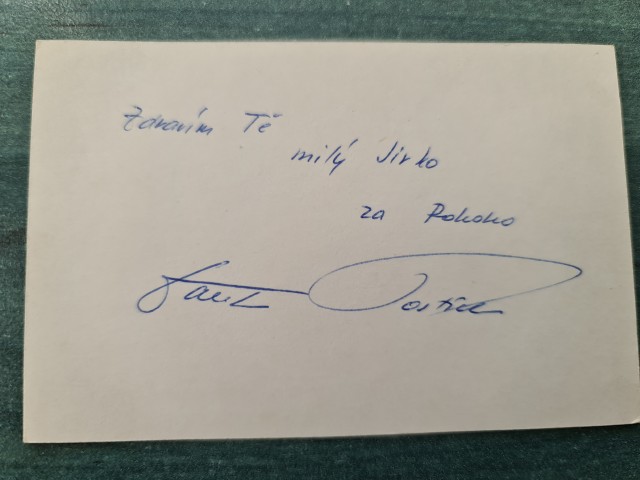 Zdravím Tě
milý Jirko
za Rokoko